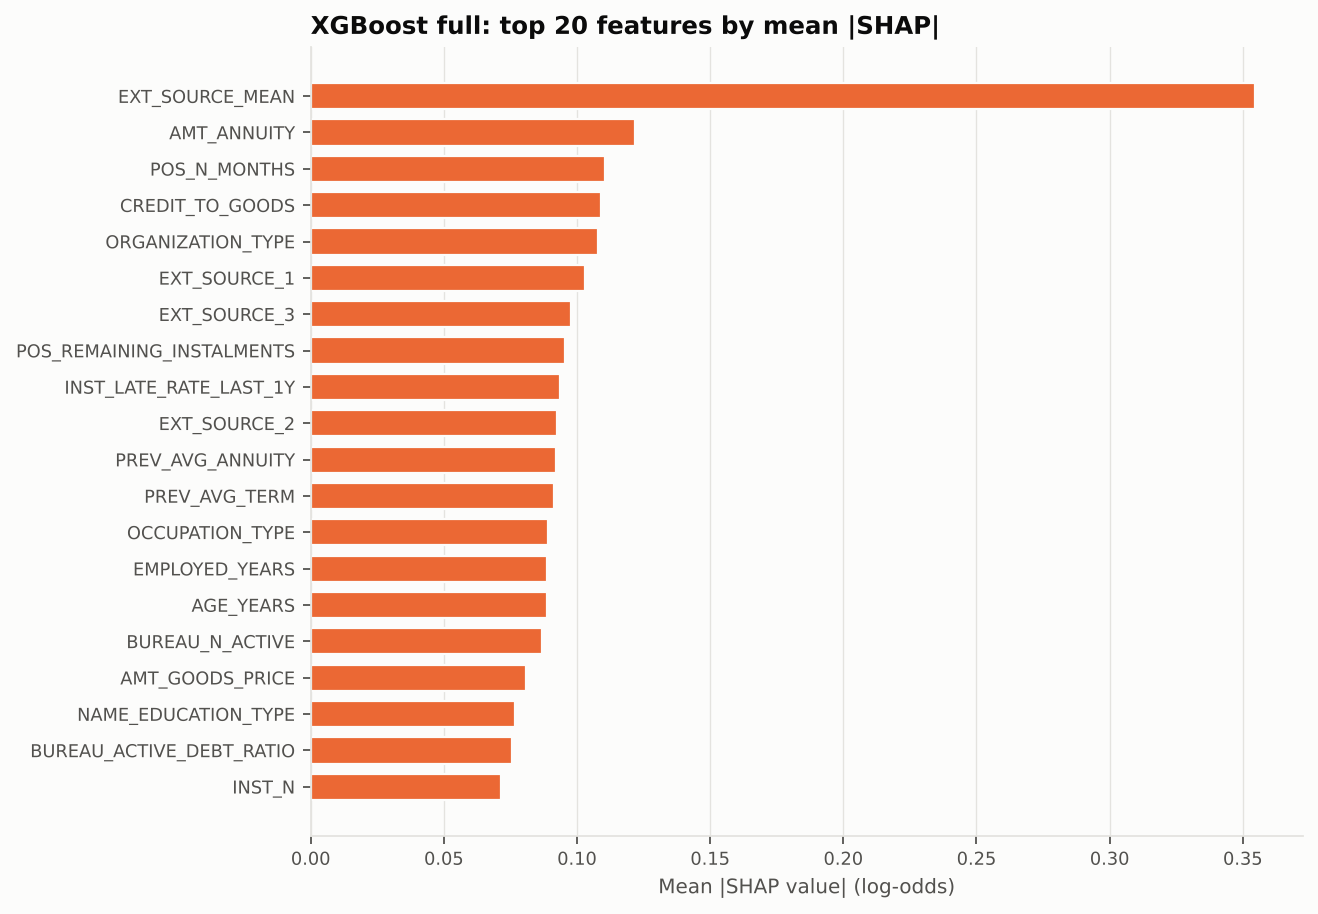 XGBoost full: top 20 features by mean |SHAP|
EXT_SOURCE_MEAN
AMT_ANNUITY
POS_N_MONTHS
CREDIT_TO_GOODS
ORGANIZATION_TYPE
EXT_SOURCE_1
EXT_SOURCE_3
POS_REMAINING_INSTALMENTS
INST_LATE_RATE_LAST_1Y
EXT_SOURCE_2
PREV_AVG_ANNUITY
PREV_AVG_TERM
OCCUPATION_TYPE
EMPLOYED_YEARS
AGE_YEARS
BUREAU_N_ACTIVE
AMT_GOODS_PRICE
NAME_EDUCATION_TYPE
BUREAU_ACTIVE_DEBT_RATIO
INST_N
0.00 0.05 0.10 0.15 0.20 0.25 0.30 0.35
Mean |SHAP value| (log-odds)